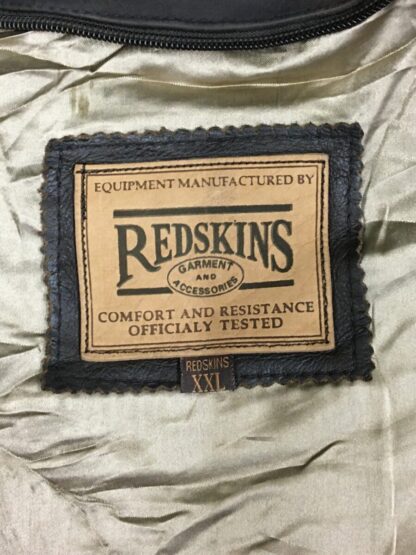 EQUIPMENT MANUFACTURED BY
REDSKINS
GARMENT
AND
ACCESSORIES
COMFORT AND RESISTANCE
OFFICIALY TESTED
REDSKINS
XXL